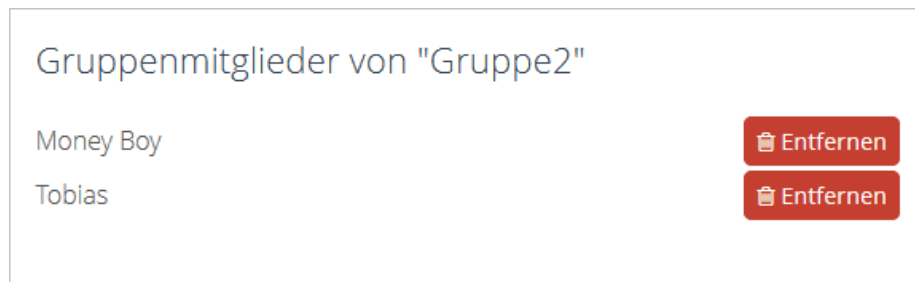 Gruppenmitglieder von "Gruppe2"
Money Boy Entfernen
Tobias Entfernen